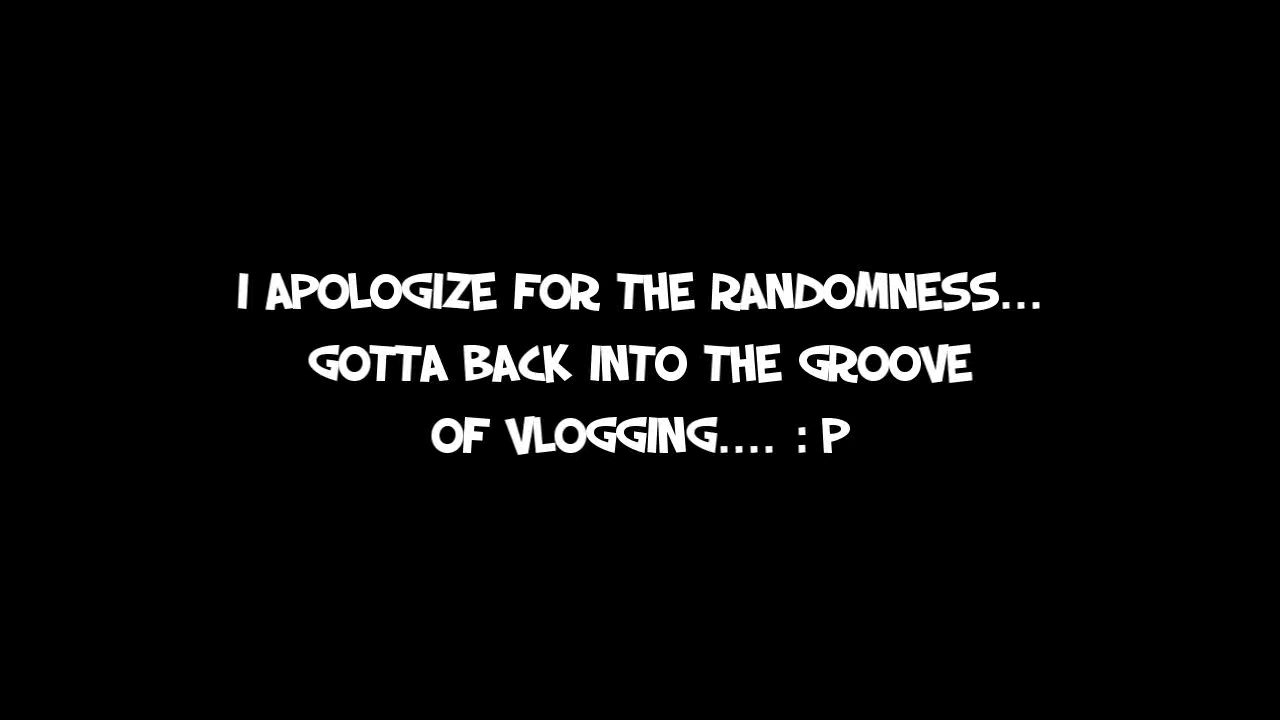 I APOLOGIZE FOR THE RANDOMNESS...
GOTTA BACK INTO THE GROOVE
OF VLOGGING.... : P